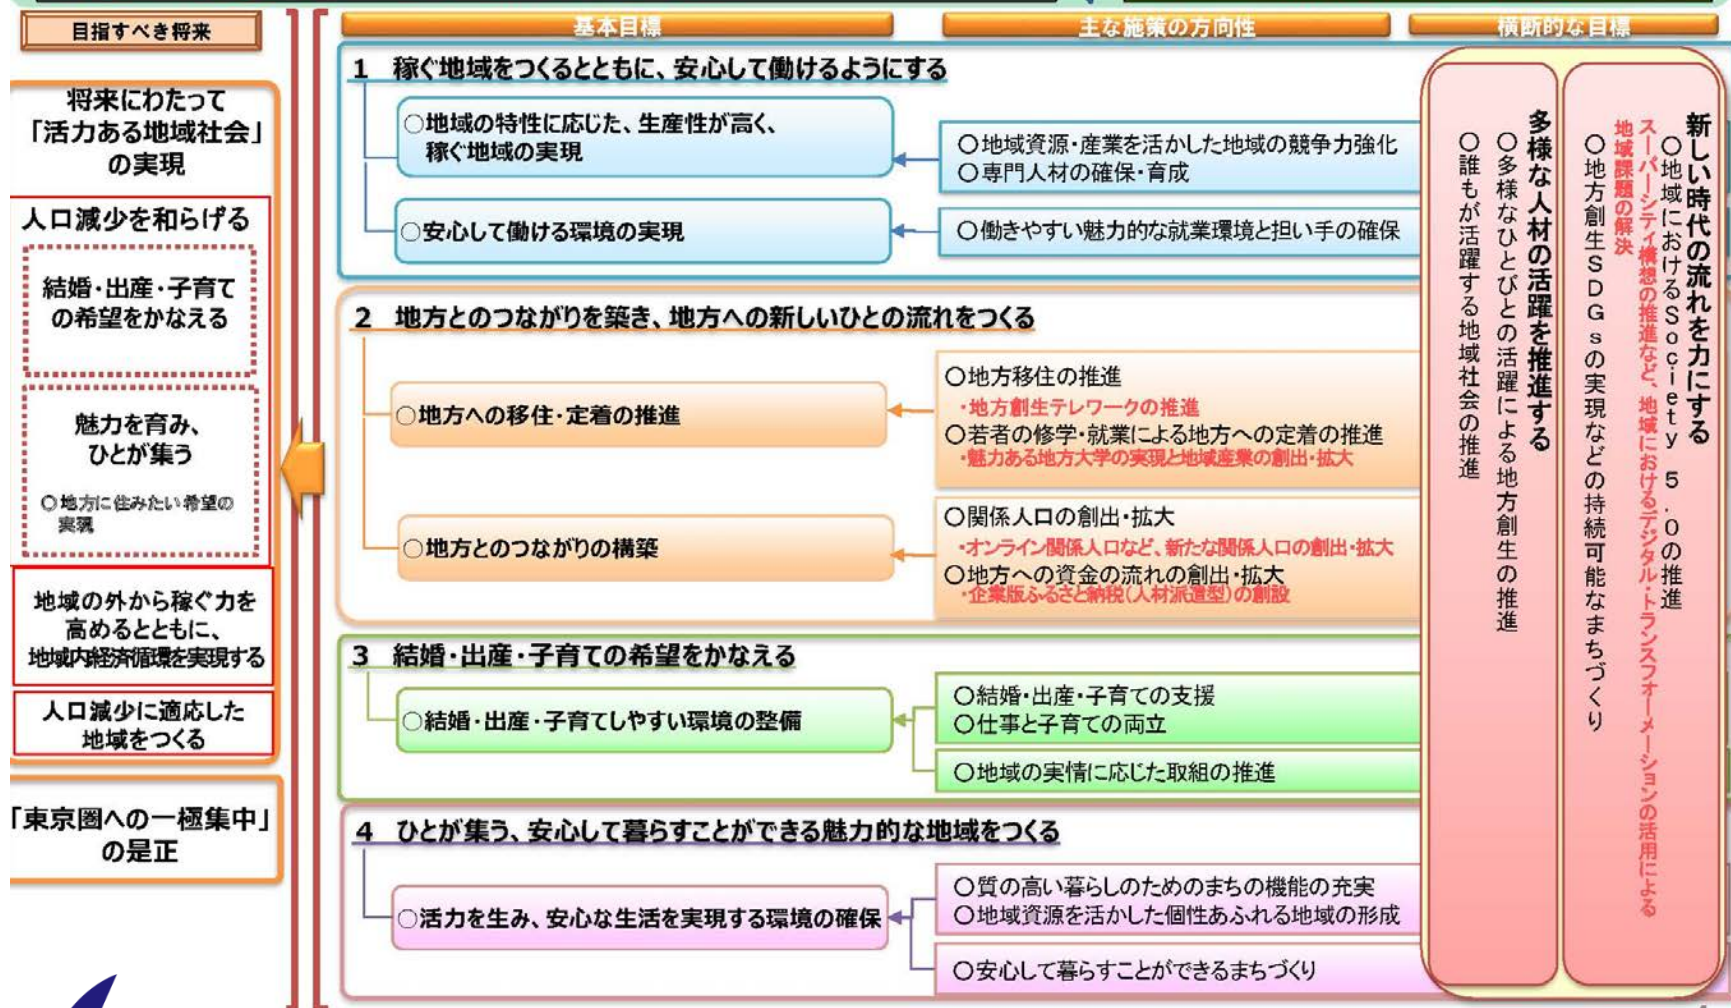 目指すべき将来
将来にわたって
「活力ある地域社会」
の実現
人口減少を和らげる
結婚・出産・子育て
の希望をかなえる
魅力を育み、
ひとが集う
○地方に住みたい希望の
実現
地域の外から稼ぐ力を
高めるとともに、
地域内経済循環を実現する
人口減少に適応した
地域をつくる
「東京圏への一極集中」
の是正
基本目標
主な施策の方向性
横断的な目標
1 稼ぐ地域をつくるとともに、安心して働けるようにする
○地域の特性に応じた、生産性が高く、
稼ぐ地域の実現
○地域資源・産業を活かした地域の競争力強化
○専門人材の確保・育成
○安心して働ける環境の実現
○働きやすい魅力的な就業環境と担い手の確保
2 地方とのつながりを築き、地方への新しいひとの流れをつくる
○地方への移住・定着の推進
○地方移住の推進
・地方創生テレワークの推進
○若者の修学・就業による地方への定着の推進
・魅力ある地方大学の実現と地域産業の創出・拡大
○地方とのつながりの構築
○関係人口の創出・拡大
・オンライン関係人口など、新たな関係人口の創出・拡大
○地方への資金の流れの創出・拡大
・企業版ふるさと納税(人材派遣型)の創設
3 結婚・出産・子育ての希望をかなえる
○結婚・出産・子育てしやすい環境の整備
○結婚・出産・子育ての支援
○仕事と子育ての両立
○地域の実情に応じた取組の推進
4 ひとが集う、安心して暮らすことができる魅力的な地域をつくる
○活力を生み、安心な生活を実現する環境の確保
○質の高い暮らしのためのまちの機能の充実
○地域資源を活かした個性あふれる地域の形成
○安心して暮らすことができるまちづくり
新しい時代の流れを力にする
○地域におけるSociety 5.0の推進
スーパーシティ構想の推進など、地域におけるデジタル・トランスフォーメーションの活用による
地域課題の解決
○地方創生SDGsの実現などの持続可能なまちづくり
多様な人材の活躍を推進する
○多様なひとびとの活躍による地方創生の推進
○誰もが活躍する地域社会の推進